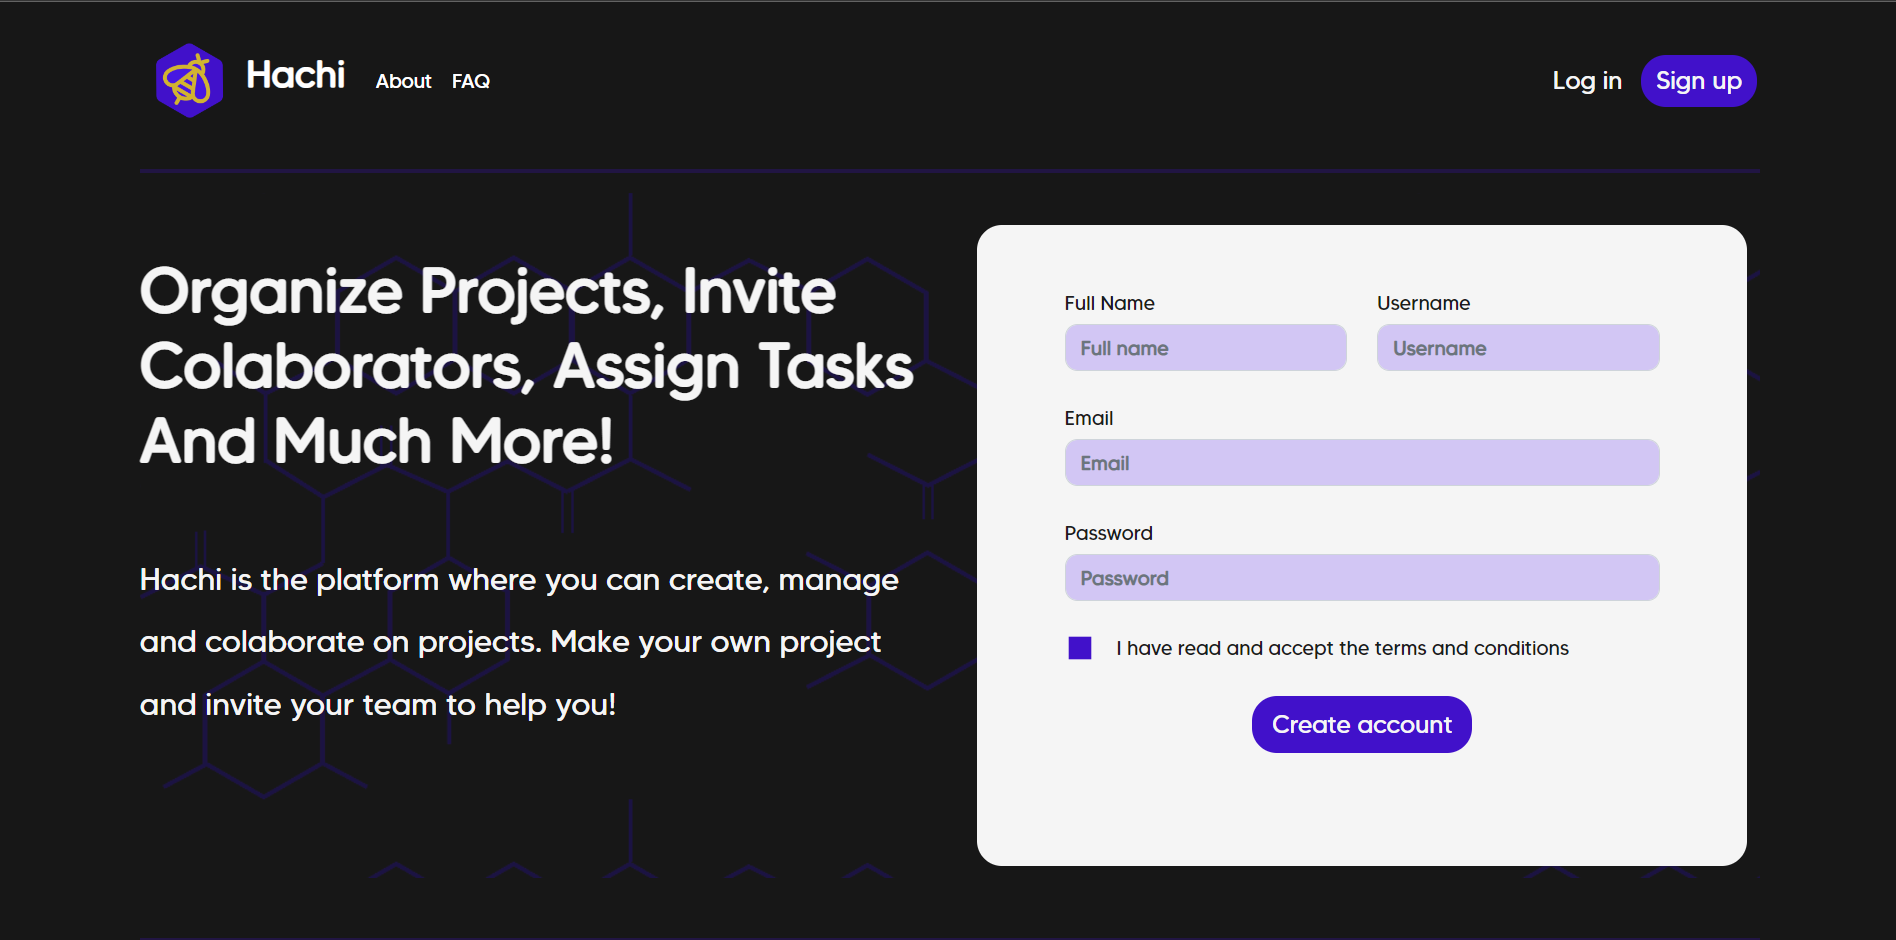 Hachi
About
FAQ
Log in
Sign up
Organize Projects, Invite
Colaborators, Assign Tasks
And Much More!
Hachi is the platform where you can create, manage
and colaborate on projects. Make your own project
and invite your team to help you!
Full Name
Username
Full name
Username
Email
Email
Password
Password
I have read and accept the terms and conditions
Create account